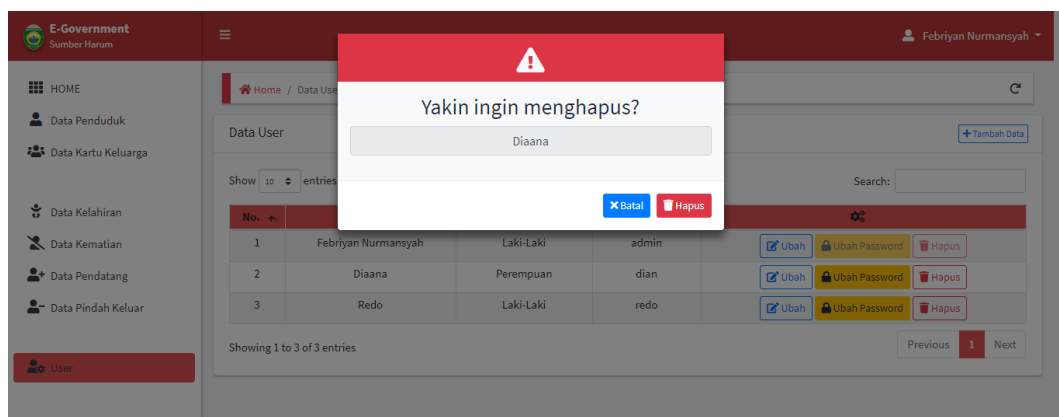 E-Government
Sumber Harum
Febriyan Nurmansyah
HOME
Data Penduduk
Data Kartu Keluarga
Data Kelahiran
Data Kematian
Data Pendatang
Data Pindah Keluar
User
Home / Data Use
Yakin ingin menghapus?
Diaana
Batal Hapus
Data User
Tambah Data
Show 10 entries
Search:
No.
1 Febriyan Nurmansyah Laki-Laki admin Ubah Ubah Password Hapus
2 Diaana Perempuan dian Ubah Ubah Password Hapus
3 Redo Laki-Laki redo Ubah Ubah Password Hapus
Showing 1 to 3 of 3 entries
Previous 1 Next